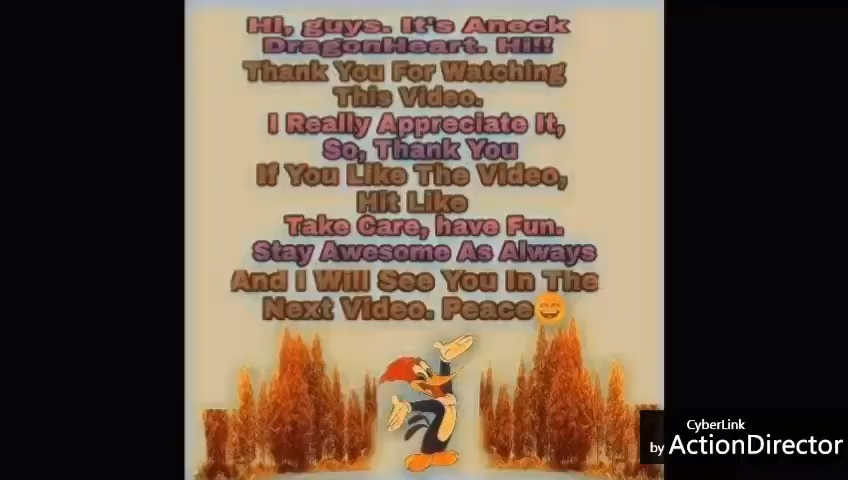 Hi, guys. It's Anock
DragonHeart. Hi!!
Thank You For Watching
This Video.
I Really Appreciate It,
So, Thank You
If You Like The Video,
Hit Like
Take Care, have Fun.
Stay Awesome As Always
And I Will See You In The
Next Video. Peace😄
CyberLink
by ActionDirector